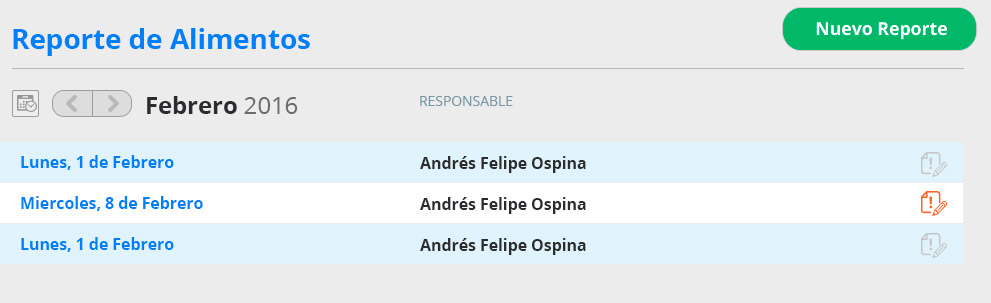 Reporte de Alimentos
Nuevo Reporte
Febrero 2016
RESPONSABLE
Lunes, 1 de Febrero
Andrés Felipe Ospina
Miercoles, 8 de Febrero
Andrés Felipe Ospina
Lunes, 1 de Febrero
Andrés Felipe Ospina